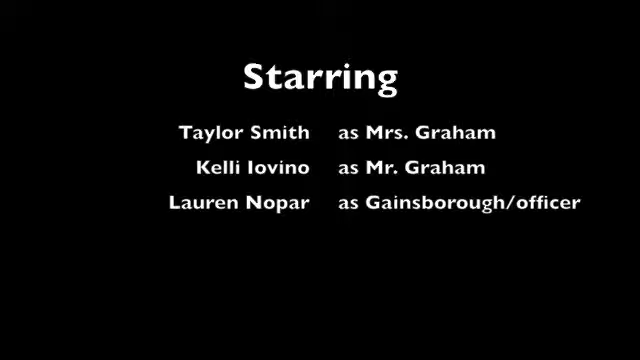 Starring
Taylor Smith as Mrs. Graham
Kelli Iovino as Mr. Graham
Lauren Nopar as Gainsborough/officer